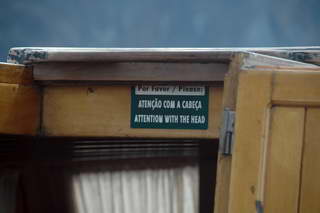 Por Favor / Please:
ATENÇÃO COM A CABEÇA
ATTENTION WITH THE HEAD